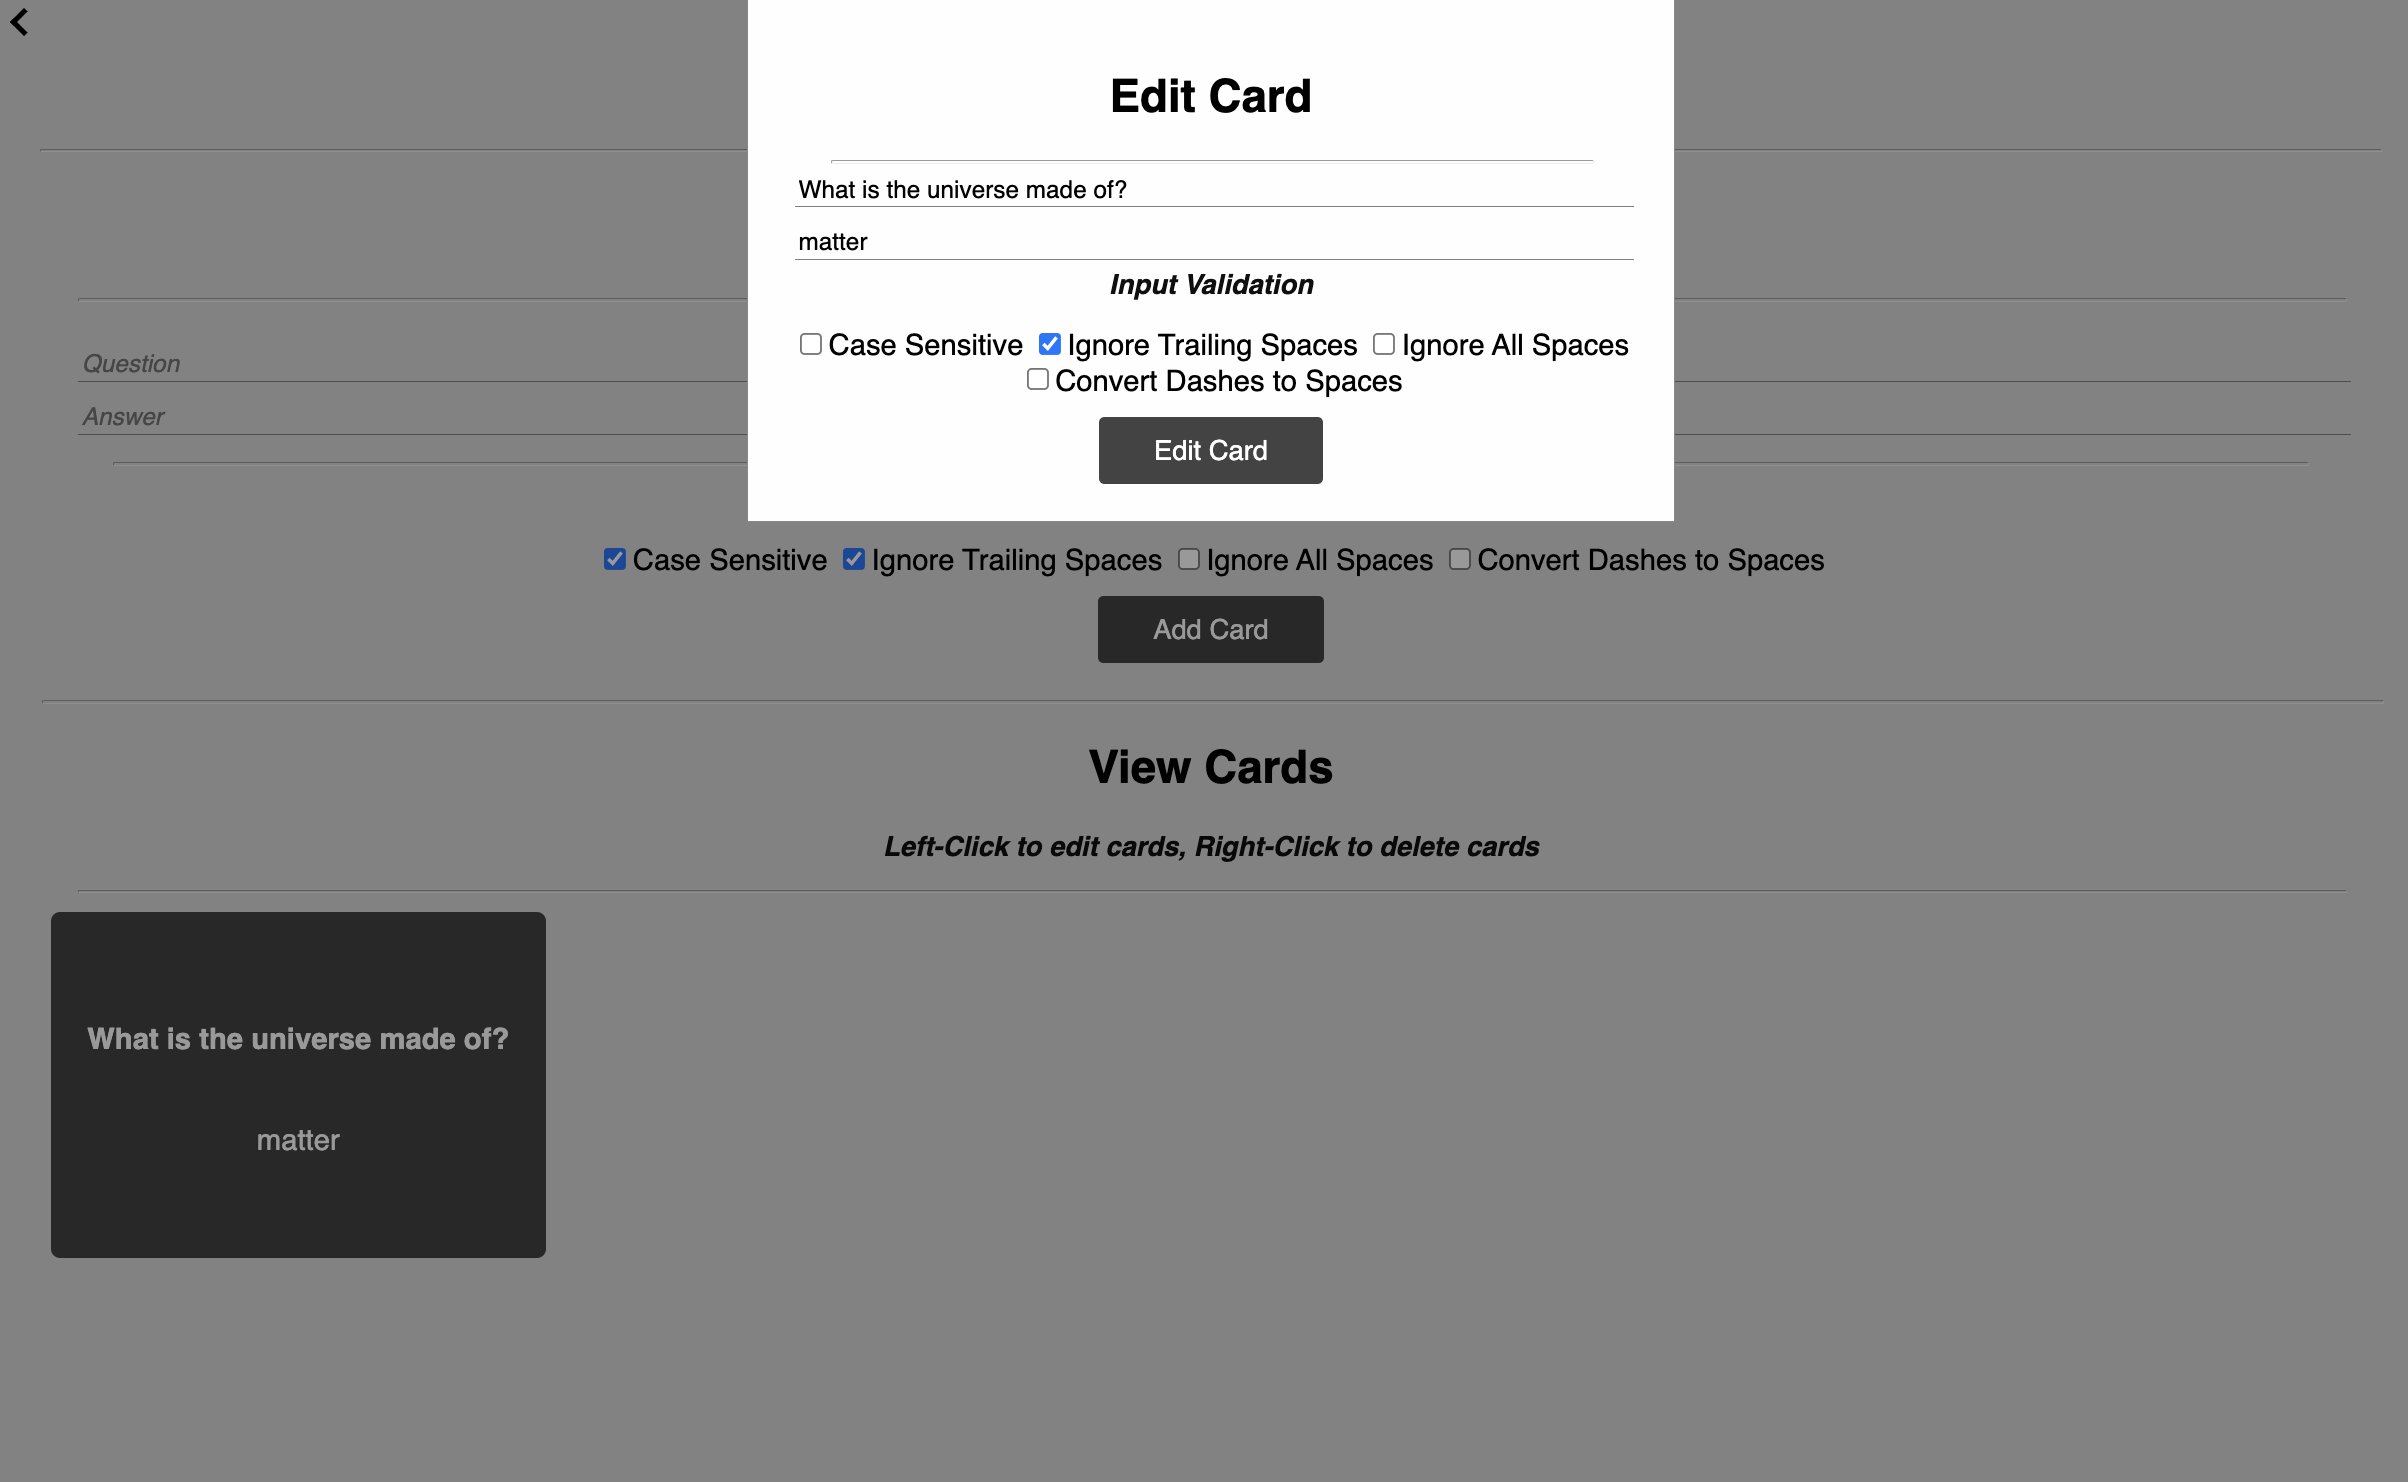 Edit Card
What is the universe made of?
matter
Input Validation
Case Sensitive Ignore Trailing Spaces Ignore All Spaces
Convert Dashes to Spaces
Edit Card
Question
Answer
Case Sensitive Ignore Trailing Spaces Ignore All Spaces Convert Dashes to Spaces
Add Card
View Cards
Left-Click to edit cards, Right-Click to delete cards
What is the universe made of?
matter